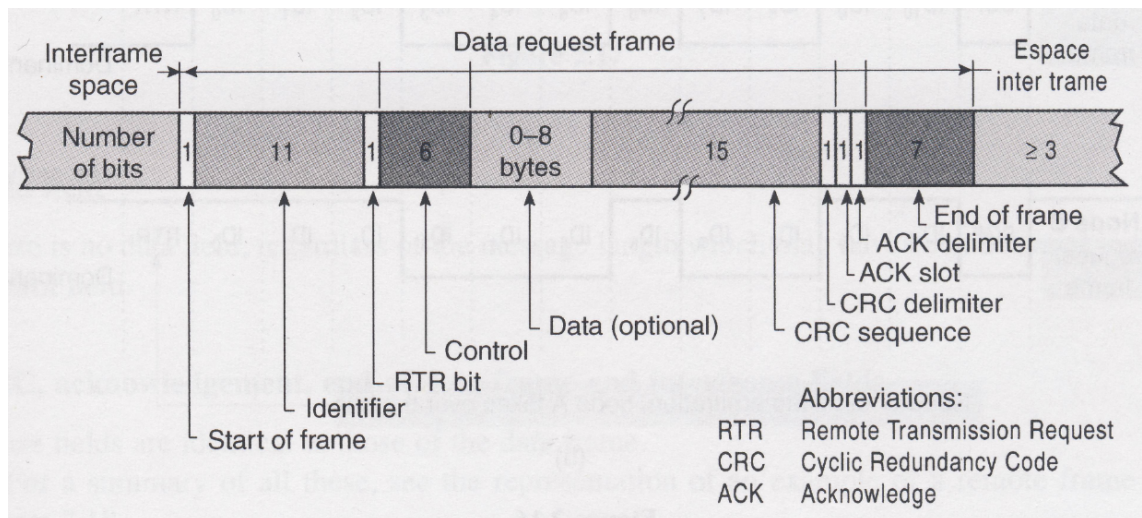 Interframe
space
Data request frame
Espace
inter trame
Number
of bits
1
11
1
6
0–8
bytes
15
1
1
1
7
≥ 3
End of frame
ACK delimiter
ACK slot
CRC delimiter
CRC sequence
Data (optional)
Control
RTR bit
Identifier
Start of frame
Abbreviations:
RTR Remote Transmission Request
CRC Cyclic Redundancy Code
ACK Acknowledge